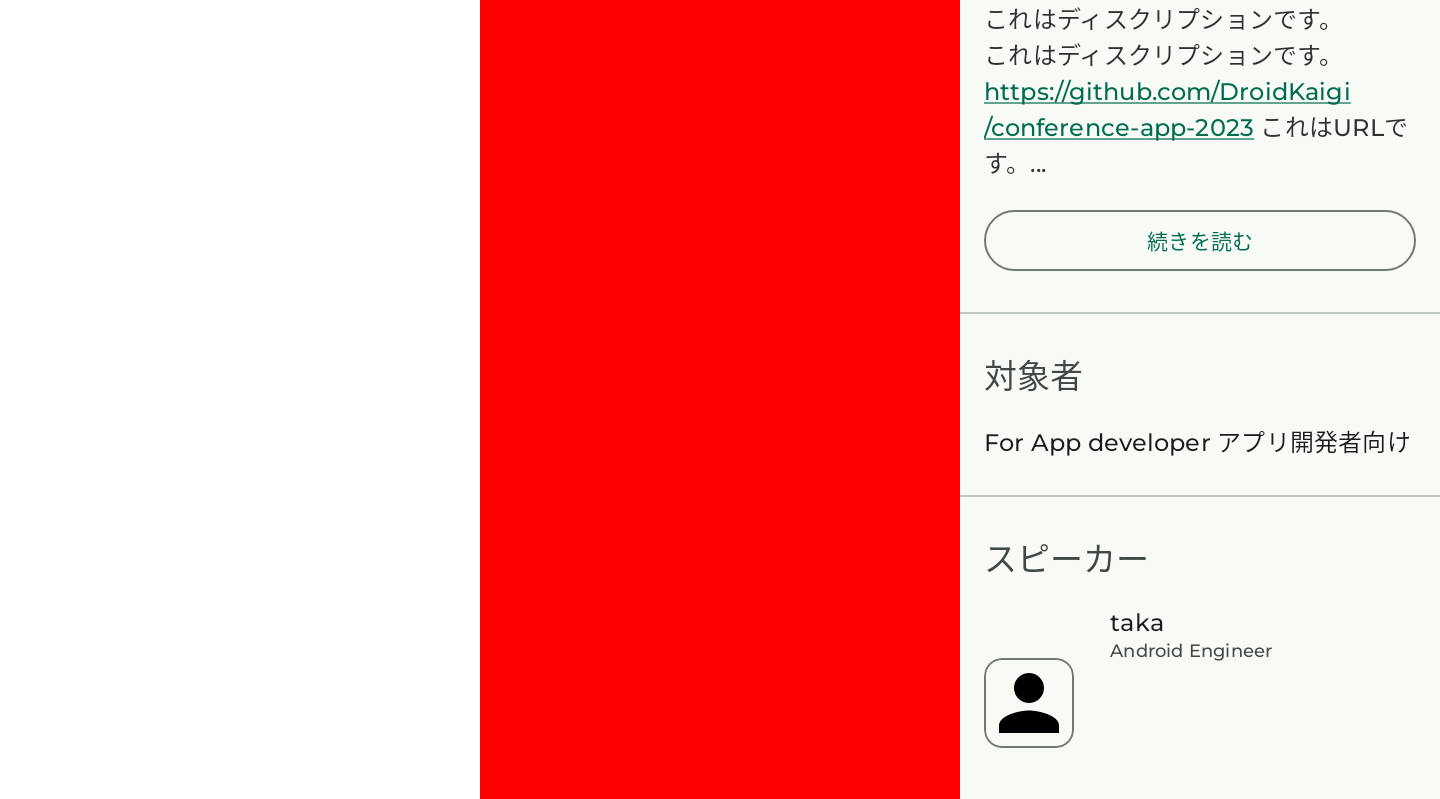 これはディスクリプションです。
これはディスクリプションです。
https://github.com/DroidKaigi
/conference-app-2023 これはURLで
す。...
続きを読む
対象者
For App developer アプリ開発者向け
スピーカー
taka
Android Engineer